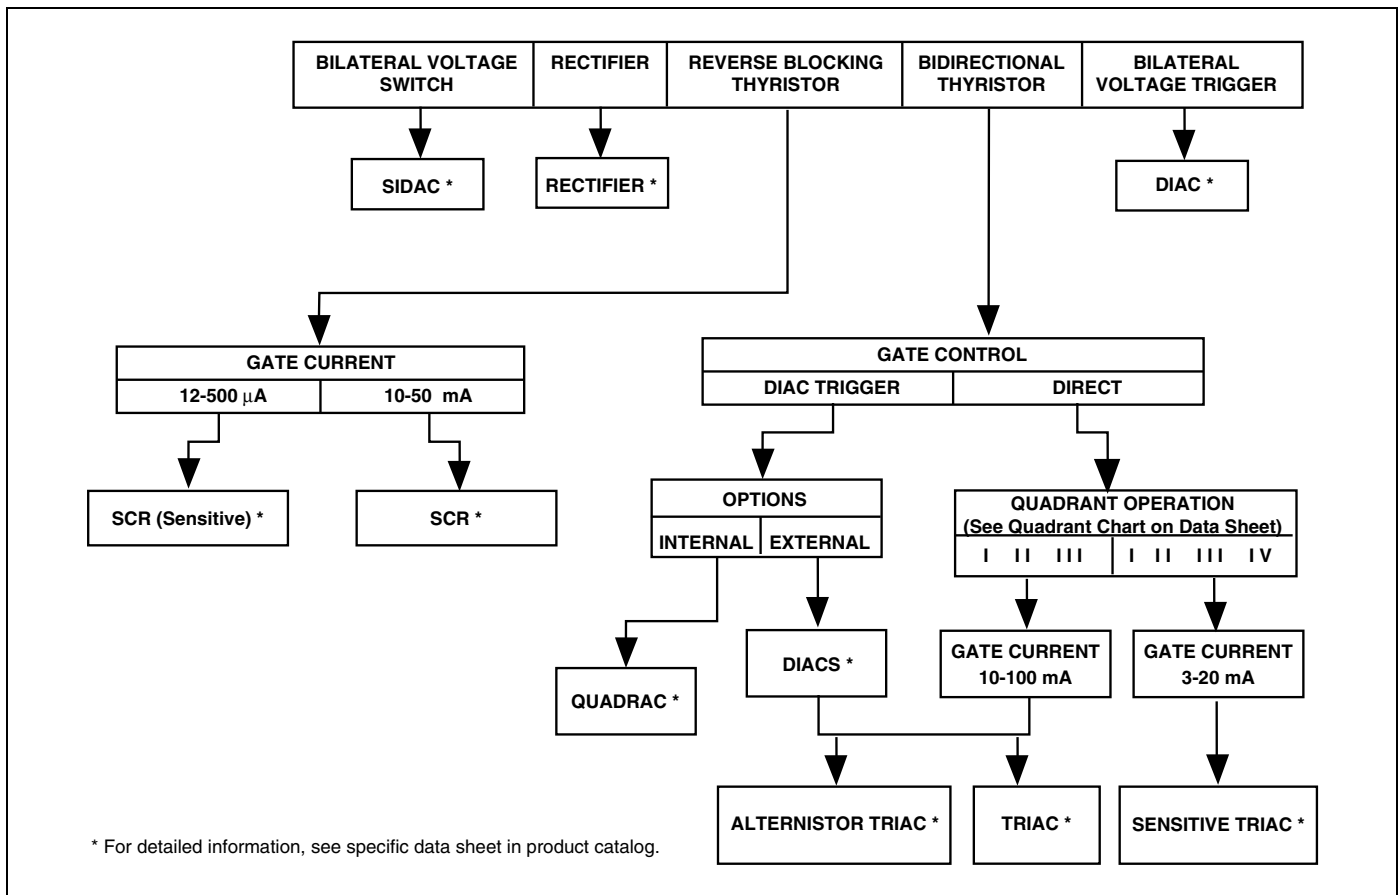 BILATERAL VOLTAGE SWITCH
RECTIFIER
REVERSE BLOCKING THYRISTOR
BIDIRECTIONAL THYRISTOR
BILATERAL VOLTAGE TRIGGER
SIDAC *
RECTIFIER *
DIAC *
GATE CURRENT
12-500 μA
10-50 mA
SCR (Sensitive) *
SCR *
GATE CONTROL
DIAC TRIGGER
DIRECT
OPTIONS
INTERNAL
EXTERNAL
QUADRANT OPERATION
(See Quadrant Chart on Data Sheet)
I II III
I II III IV
QUADRAC *
DIACS *
GATE CURRENT
10-100 mA
GATE CURRENT
3-20 mA
ALTERNISTOR TRIAC *
TRIAC *
SENSITIVE TRIAC *
* For detailed information, see specific data sheet in product catalog.